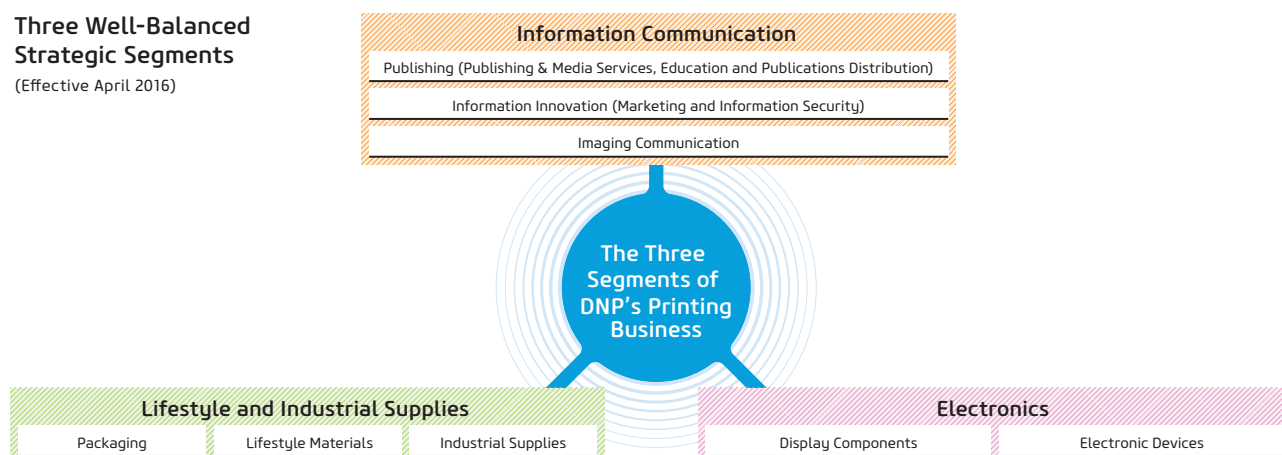 Three Well-Balanced
Strategic Segments
(Effective April 2016)
Information Communication
Publishing (Publishing & Media Services, Education and Publications Distribution)
Information Innovation (Marketing and Information Security)
Imaging Communication
The Three
Segments of
DNP's Printing
Business
Lifestyle and Industrial Supplies
Packaging
Lifestyle Materials
Industrial Supplies
Electronics
Display Components
Electronic Devices